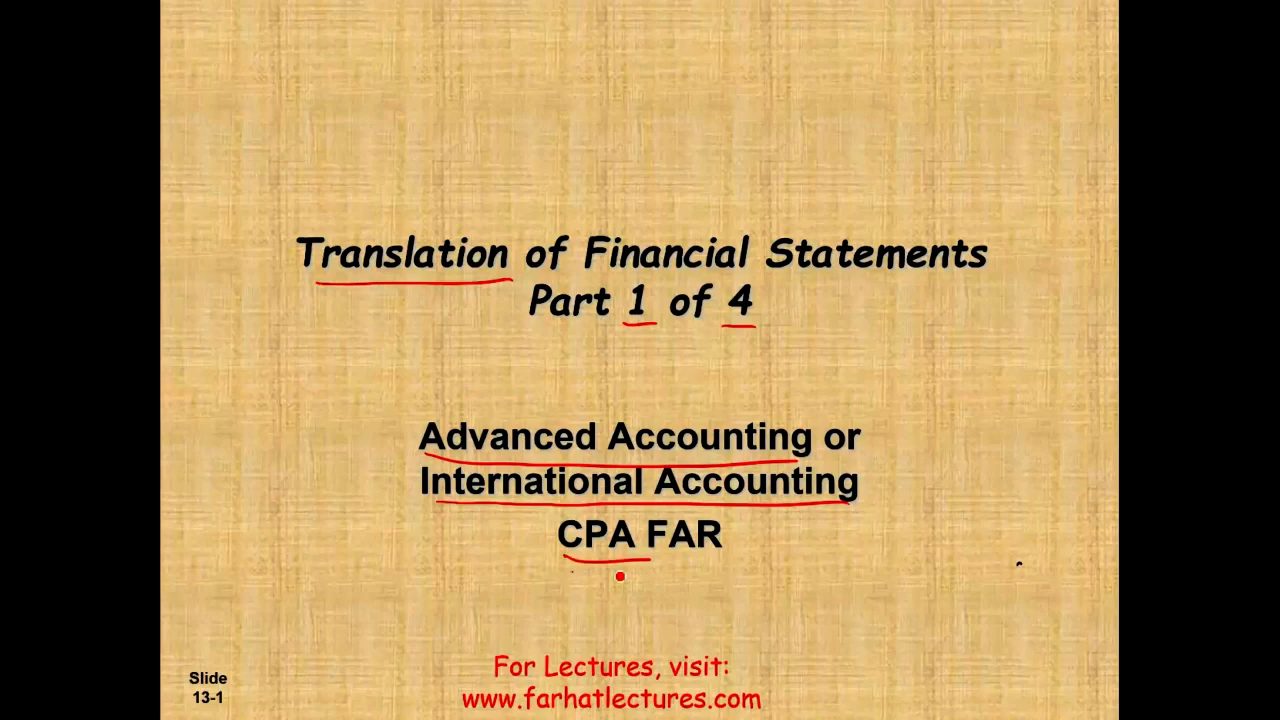 Translation of Financial Statements
Part 1 of 4
Advanced Accounting or
International Accounting
CPA FAR
For Lectures, visit:
www.farhatlectures.com
Slide
13-1